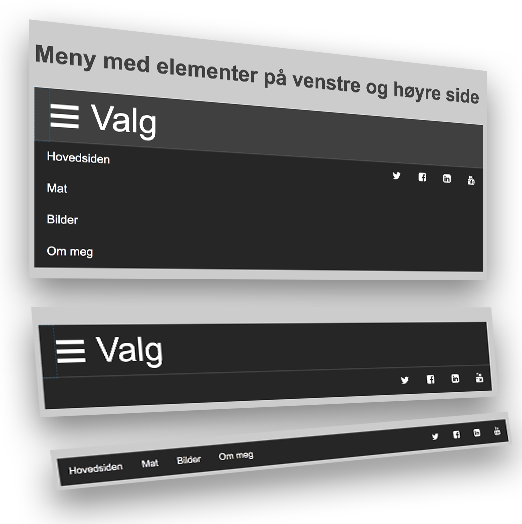 Meny med elementer på venstre og høyre side
Valg
Hovedsiden
Mat
Bilder
Om meg
Valg
Hovedsiden Mat Bilder Om meg